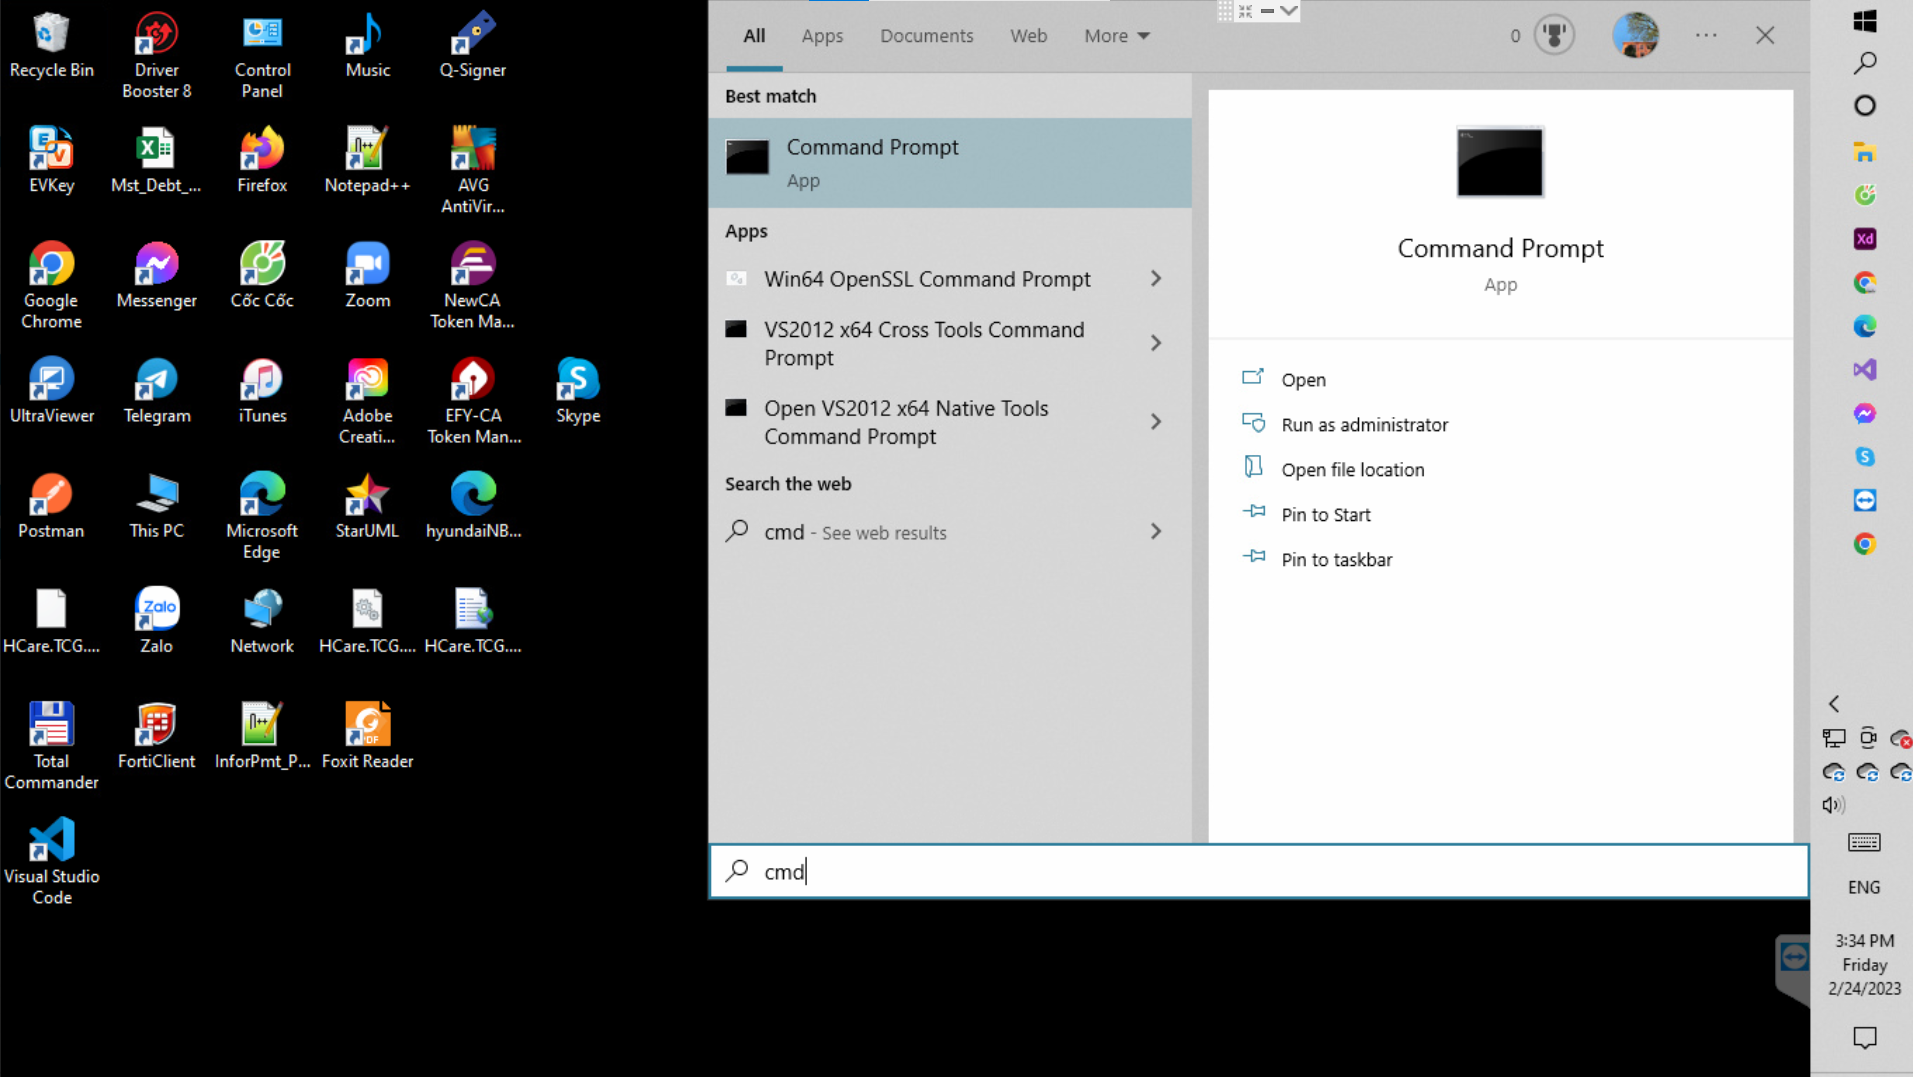 Recycle Bin
Driver
Booster 8
Control
Panel
Music
Q-Signer
EVKey
Mst_Debt_...
Firefox
Notepad++
AVG
AntiVir...
Google
Chrome
Messenger
Cốc Cốc
Zoom
NewCA
Token Ma...
UltraViewer
Telegram
iTunes
Adobe
Creati...
EFY-CA
Token Man...
Skype
Postman
This PC
Microsoft
Edge
StarUML
hyundaiNB...
HCare.TCG....
Zalo
Zalo
Network
HCare.TCG....
HCare.TCG....
Total
Commander
FortiClient
InforPmt_P...
PDF
Foxit Reader
Visual Studio
Code
All
Apps
Documents
Web
More
0
Best match
Command Prompt
App
Apps
Win64 OpenSSL Command Prompt
VS2012 x64 Cross Tools Command
Prompt
Open VS2012 x64 Native Tools
Command Prompt
Search the web
cmd - See web results
Command Prompt
App
Open
Run as administrator
Open file location
Pin to Start
Pin to taskbar
cmd
Xd
ENG
3:34 PM
Friday
2/24/2023